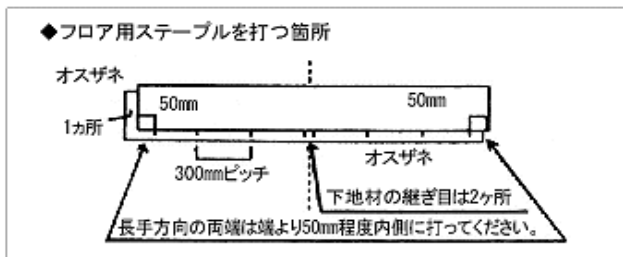 ◆フロア用ステープルを打つ箇所
オスザネ
50mm
50mm
1ヵ所
オスザネ
300mmピッチ
下地材の継ぎ目は2ヶ所
長手方向の両端は端より50mm程度内側に打ってください。